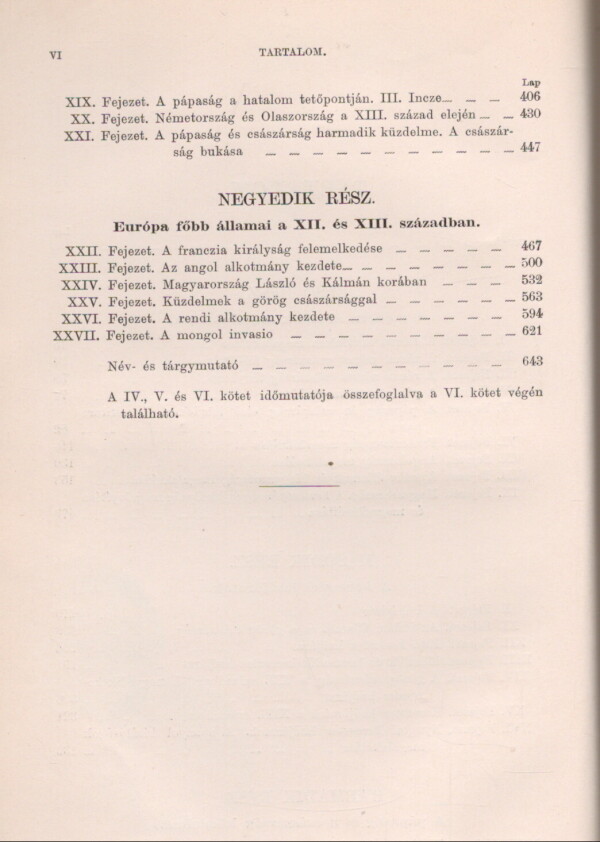 VI
TARTALOM.
Lap
XIX. Fejezet. A pápaság a hatalom tetőpontján. III. Incze — — — 406
XX. Fejezet. Németország és Olaszország a XIII. század elején — — 430
XXI. Fejezet. A pápaság és császárság harmadik küzdelme. A császár-
ság bukása — — — — — — — — — — 447
NEGYEDIK RÉSZ.
Európa főbb államai a XII. és XIII. században.
XXII. Fejezet. A franczia királyság felemelkedése — — — — — 467
XXIII. Fejezet. Az angol alkotmány kezdete — — — — — — — 500
XXIV. Fejezet. Magyarország László és Kálmán korában — — — 532
XXV. Fejezet. Küzdelmek a görög császársággal — — — — — — 563
XXVI. Fejezet. A rendi alkotmány kezdete — — — — — — — 594
XXVII. Fejezet. A mongol invasio — — — — — — — — — 621
Név- és tárgymutató — — — — — — — — — — 643
A IV., V. és VI. kötet időmutatója összefoglalva a VI. kötet végén
található.